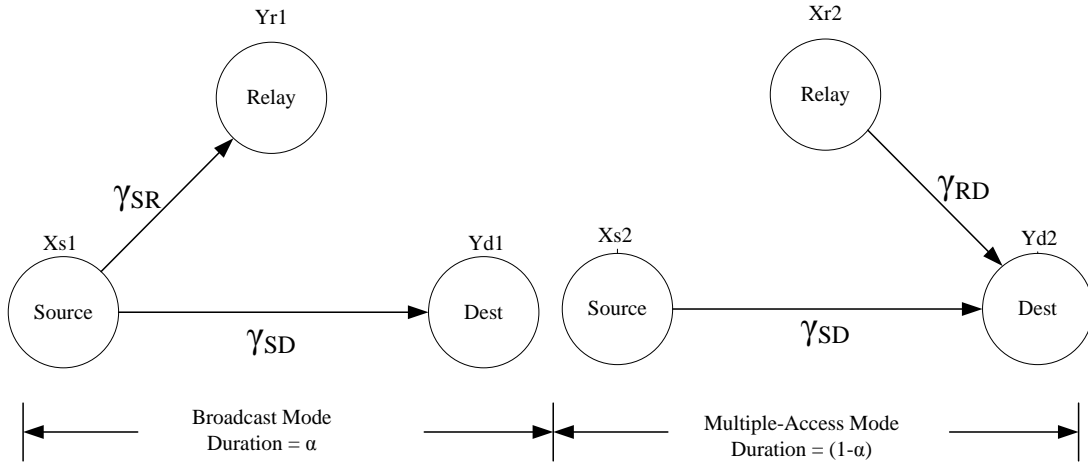 Yr1
Relay
γSR
Xs1
Source
Yd1
Dest
γSD
Xr2
Relay
γRD
Xs2
Source
Yd2
Dest
γSD
Broadcast Mode
Duration = α
Multiple-Access Mode
Duration = (1-α)